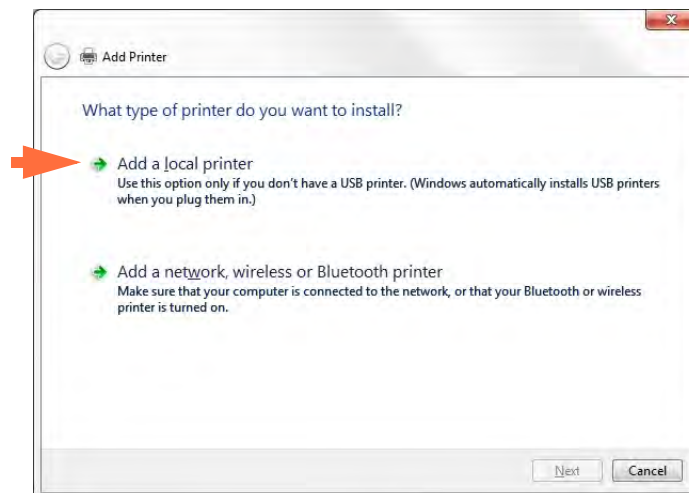 Add Printer
What type of printer do you want to install?
Add a local printer
Use this option only if you don't have a USB printer. (Windows automatically installs USB printers
when you plug them in.)
Add a network, wireless or Bluetooth printer
Make sure that your computer is connected to the network, or that your Bluetooth or wireless
printer is turned on.
Next Cancel